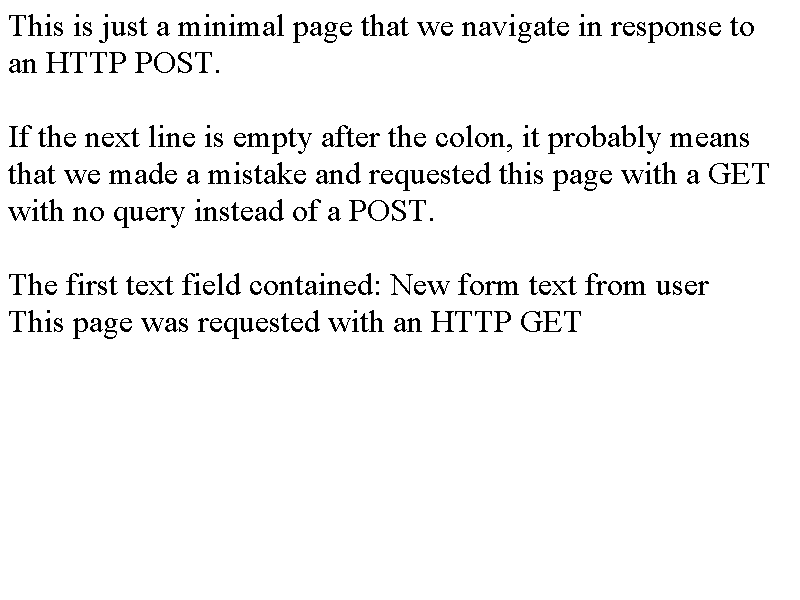 This is just a minimal page that we navigate in response to
an HTTP POST.
If the next line is empty after the colon, it probably means
that we made a mistake and requested this page with a GET
with no query instead of a POST.
The first text field contained: New form text from user
This page was requested with an HTTP GET